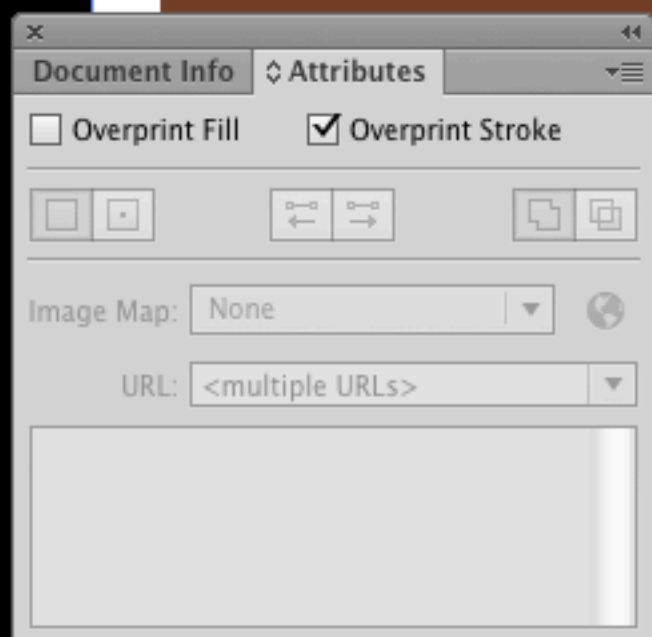 Document Info Attributes
Overprint Fill Overprint Stroke
Image Map: None
URL: <multiple URLs>